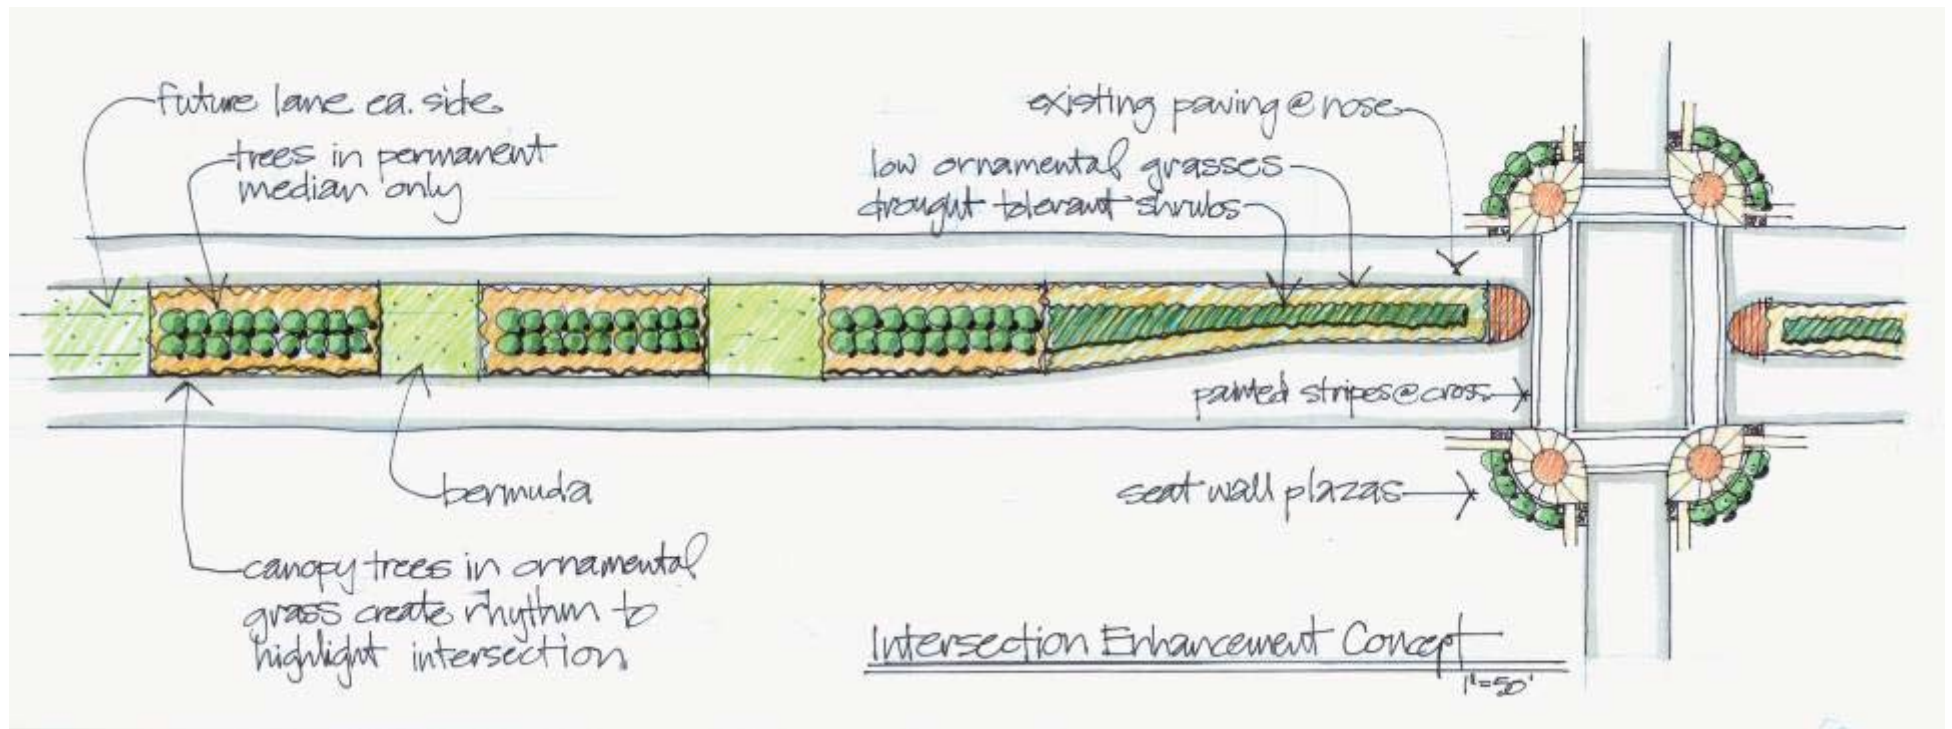 future lane ea. side
trees in permanent
median only
existing paving @ nose
low ornamental grasses
drought tolerant shrubs
painted stripes @ cross
bermuda
seat wall plazas
canopy trees in ornamental
grass create rhythm to
highlight intersection
Intersection Enhancement Concept
1"=50'